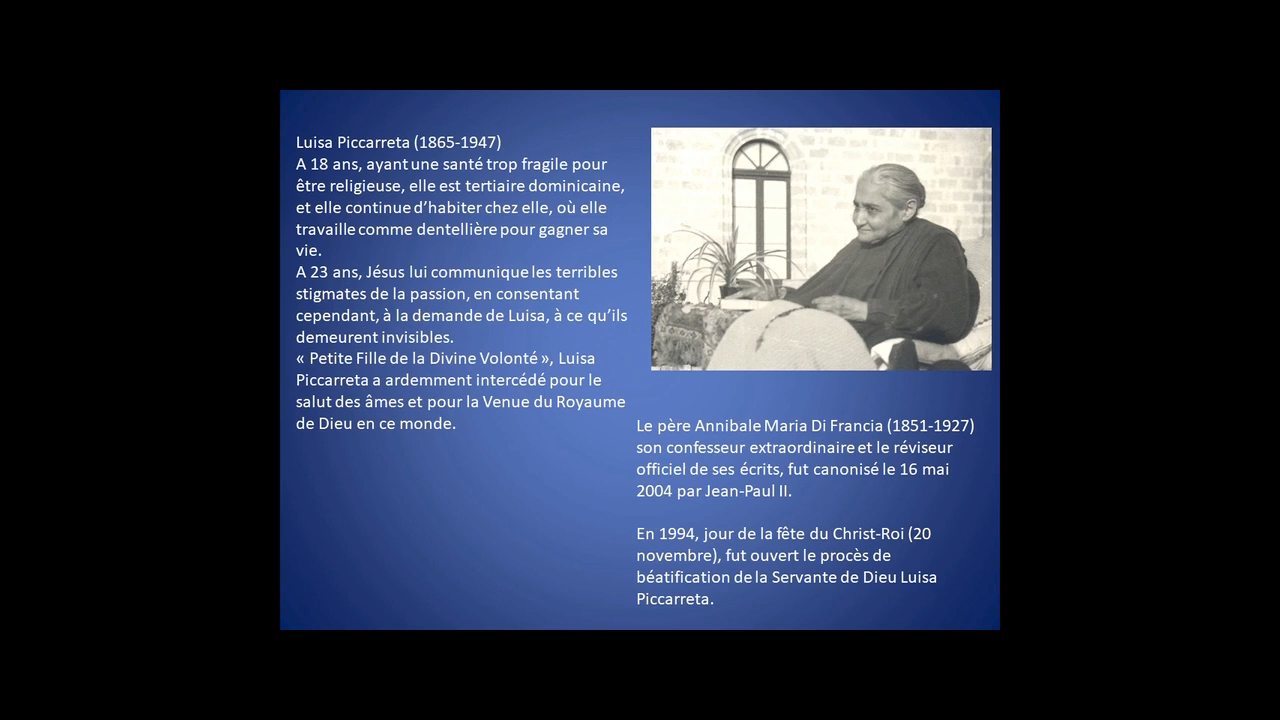 Luisa Piccarreta (1865-1947)
A 18 ans, ayant une santé trop fragile pour
être religieuse, elle est tertiaire dominicaine,
et elle continue d’habiter chez elle, où elle
travaille comme dentellière pour gagner sa
vie.
A 23 ans, Jésus lui communique les terribles
stigmates de la passion, en consentant
cependant, à la demande de Luisa, à ce qu’ils
demeurent invisibles.
« Petite Fille de la Divine Volonté », Luisa
Piccarreta a ardemment intercédé pour le
salut des âmes et pour la Venue du Royaume
de Dieu en ce monde.
Le père Annibale Maria Di Francia (1851-1927)
son confesseur extraordinaire et le réviseur
officiel de ses écrits, fut canonisé le 16 mai
2004 par Jean-Paul II.
En 1994, jour de la fête du Christ-Roi (20
novembre), fut ouvert le procès de
béatification de la Servante de Dieu Luisa
Piccarreta.